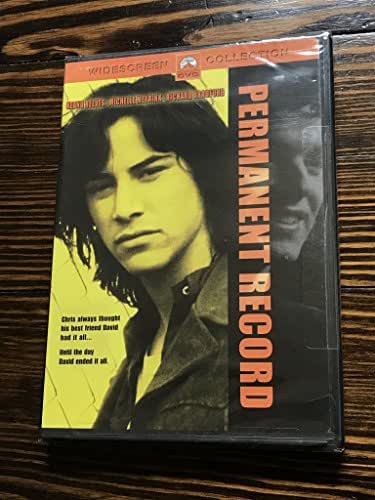 WIDESCREEN DVD COLLECTION
PERMANENT RECORD
Chris always thought
his best friend David
had it all...
Until the day
David ended it all.